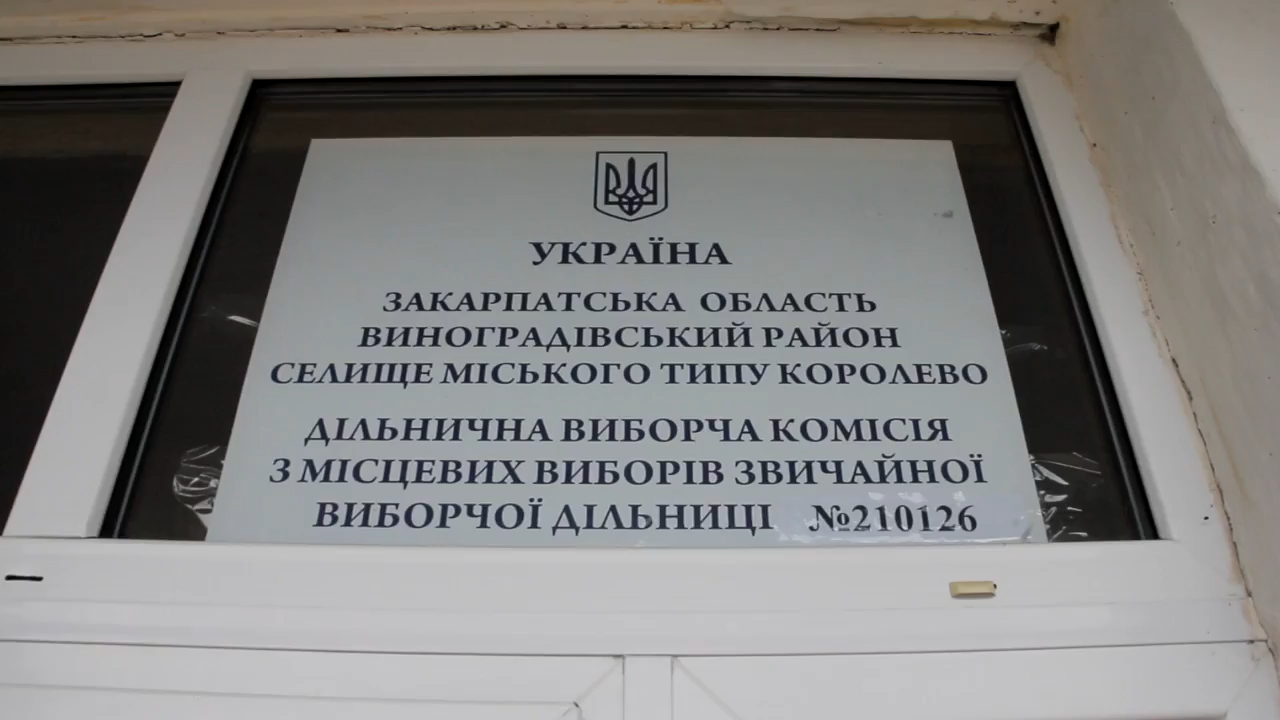 УКРАЇНА
ЗАКАРПАТСЬКА ОБЛАСТЬ
ВИНОГРАДІВСЬКИЙ РАЙОН
СЕЛИЩЕ МІСЬКОГО ТИПУ КОРОЛЕВО
ДІЛЬНИЧНА ВИБОРЧА КОМІСІЯ
З МІСЦЕВИХ ВИБОРІВ ЗВИЧАЙНОЇ
ВИБОРЧОЇ ДІЛЬНИЦІ №210126